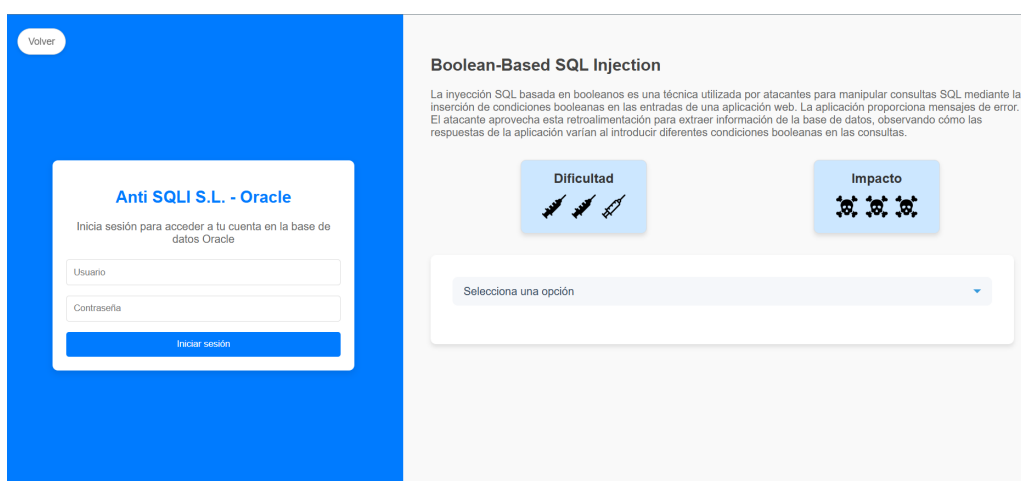 Volver
Anti SQLI S.L. - Oracle
Inicia sesión para acceder a tu cuenta en la base de
datos Oracle
Usuario
Contraseña
Iniciar sesión
Boolean-Based SQL Injection
La inyección SQL basada en booleanos es una técnica utilizada por atacantes para manipular consultas SQL mediante la
inserción de condiciones booleanas en las entradas de una aplicación web. La aplicación proporciona mensajes de error.
El atacante aprovecha esta retroalimentación para extraer información de la base de datos, observando cómo las
respuestas de la aplicación varían al introducir diferentes condiciones booleanas en las consultas.
Dificultad
Impacto
Selecciona una opción